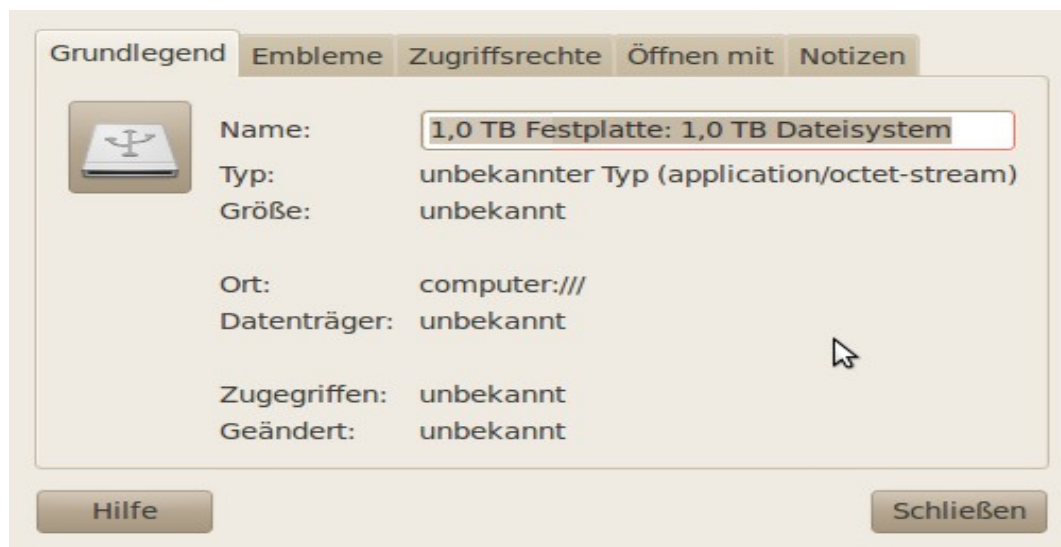 Grundlegend Embleme Zugriffsrechte Öffnen mit Notizen
Name: 1,0 TB Festplatte: 1,0 TB Dateisystem
Typ: unbekannter Typ (application/octet-stream)
Größe: unbekannt
Ort: computer:///
Datenträger: unbekannt
Zugegriffen: unbekannt
Geändert: unbekannt
Hilfe Schließen